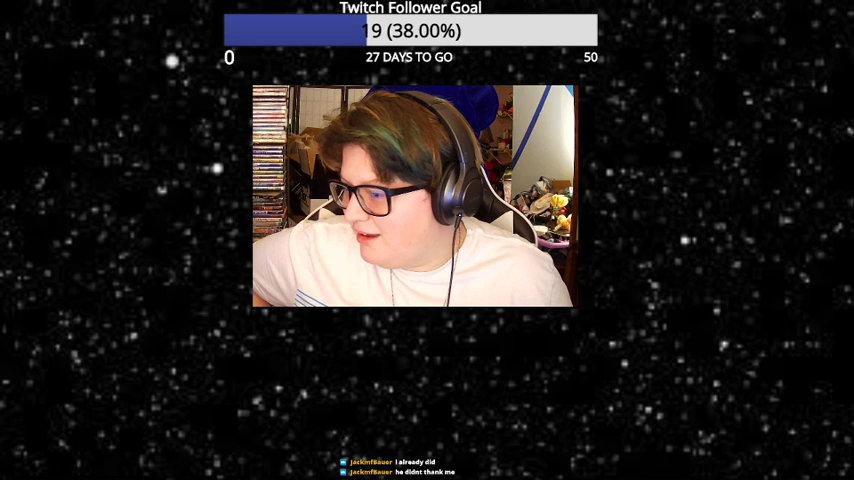 Twitch Follower Goal
19 (38.00%)
0 27 DAYS TO GO 50
JackmfBauer I already did
JackmfBauer he didnt thank me